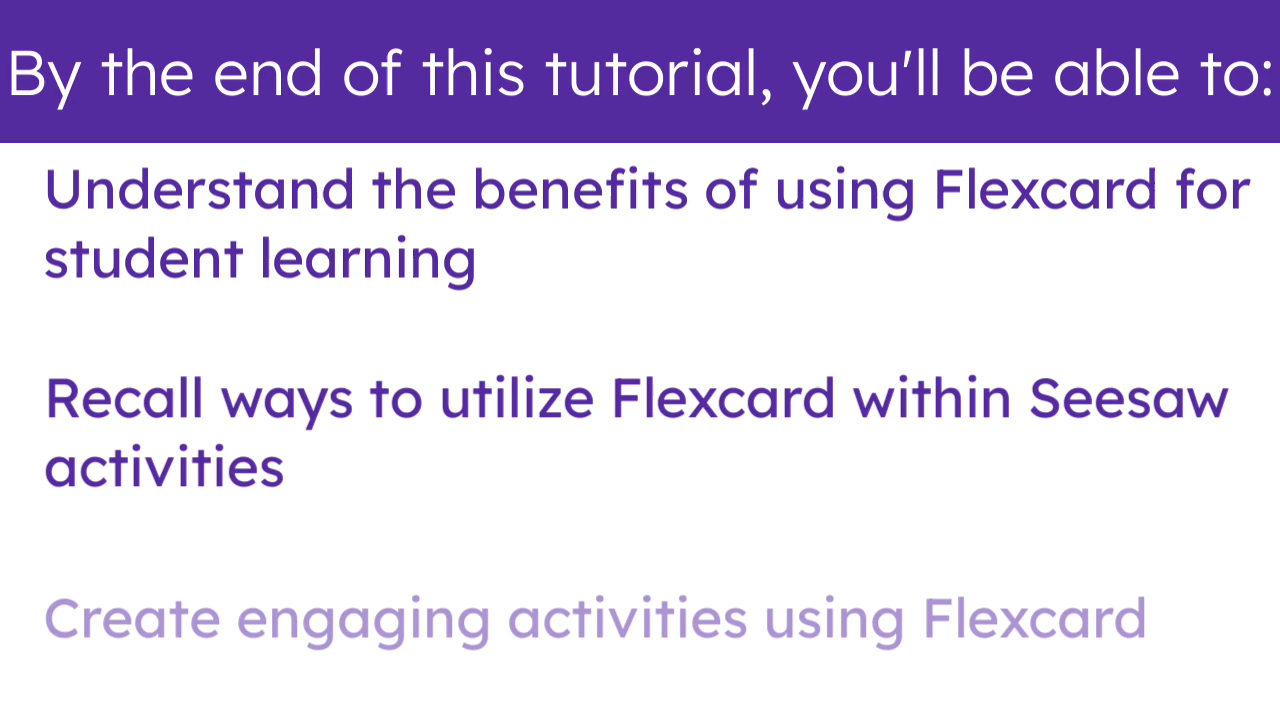 By the end of this tutorial, you'll be able to:
Understand the benefits of using Flexcard for
student learning
Recall ways to utilize Flexcard within Seesaw
activities
Create engaging activities using Flexcard